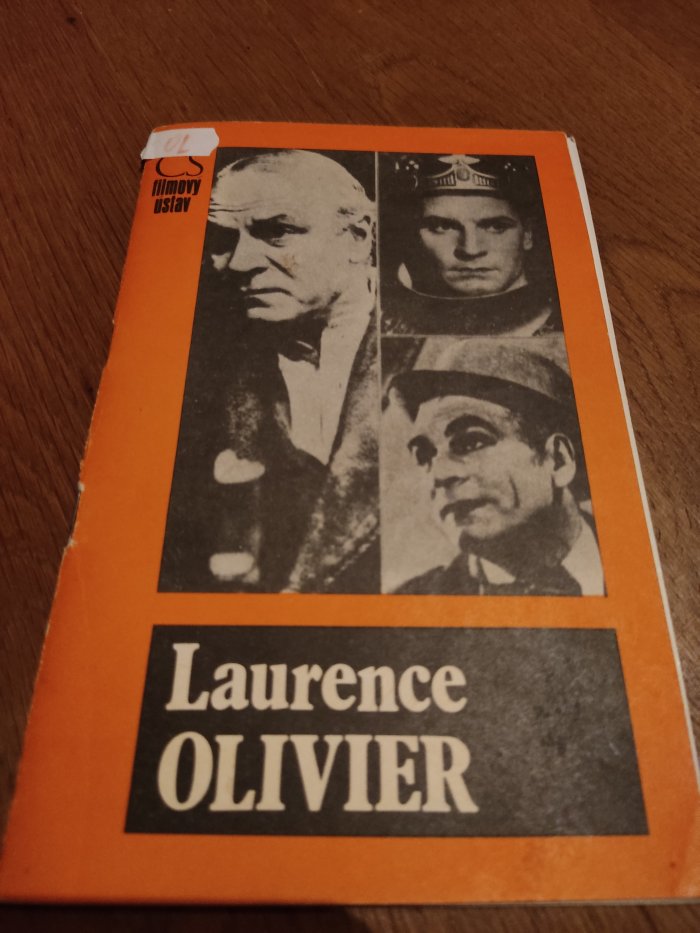 ČS
filmový
ústav
Laurence
OLIVIER